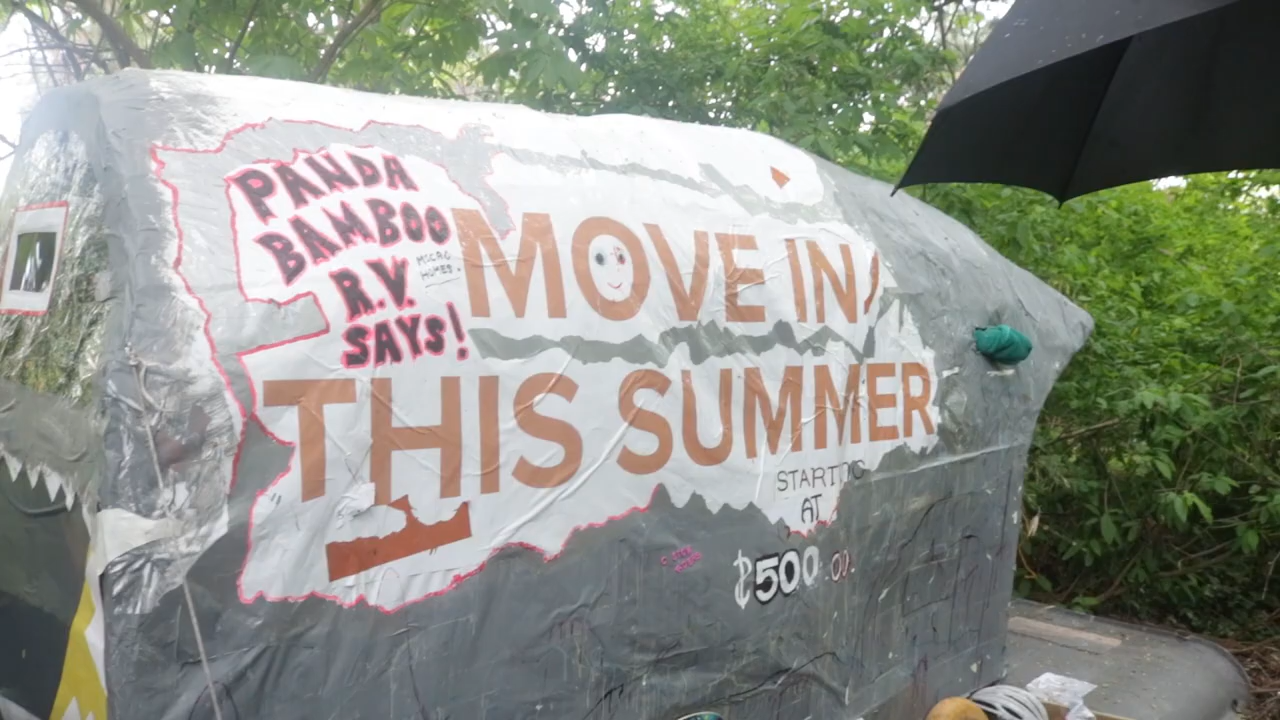 PANDA
BAMBOO
R.V.
MICRO
HOMES.
SAYS!
MOVE IN!
THIS SUMMER
STARTING
AT
$500.00.